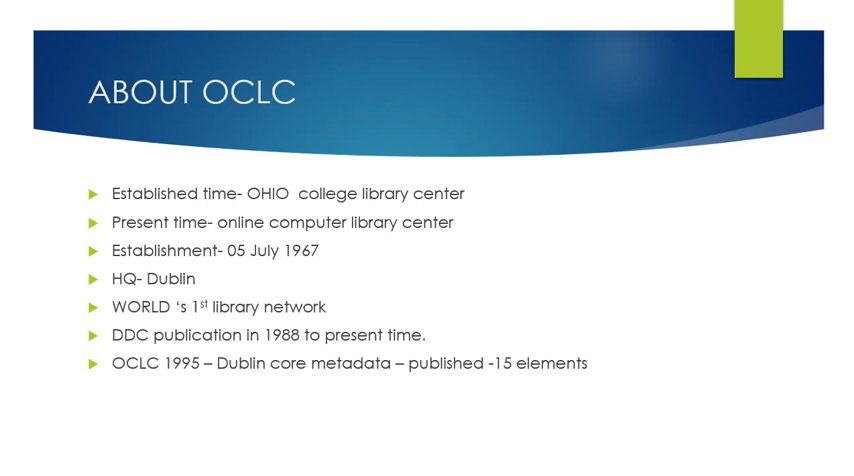 ABOUT OCLC
Established time- OHIO  college library center
Present time- online computer library center
Establishment- 05 July 1967
HQ- Dublin
WORLD ‘s 1st library network
DDC publication in 1988 to present time.
OCLC 1995 – Dublin core metadata – published -15 elements